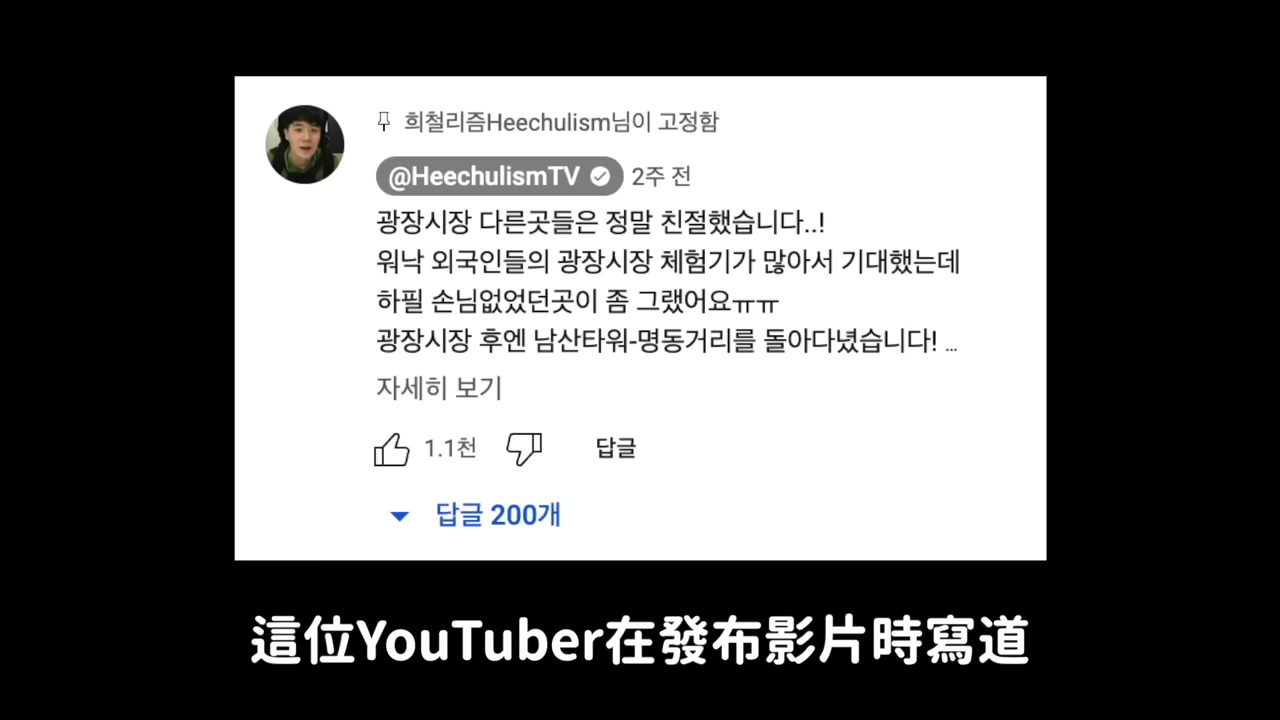 희철리즘Heechulism님이 고정함
@HeechulismTV 2주 전
광장시장 다른곳들은 정말 친절했습니다..!
워낙 외국인들의 광장시장 체험기가 많아서 기대했는데
하필 손님없었던곳이 좀 그랬어요ㅠㅠ
광장시장 후엔 남산타워-명동거리를 돌아다녔습니다! ...
자세히 보기
1.1천 답글
답글 200개
這位YouTuber在發布影片時寫道